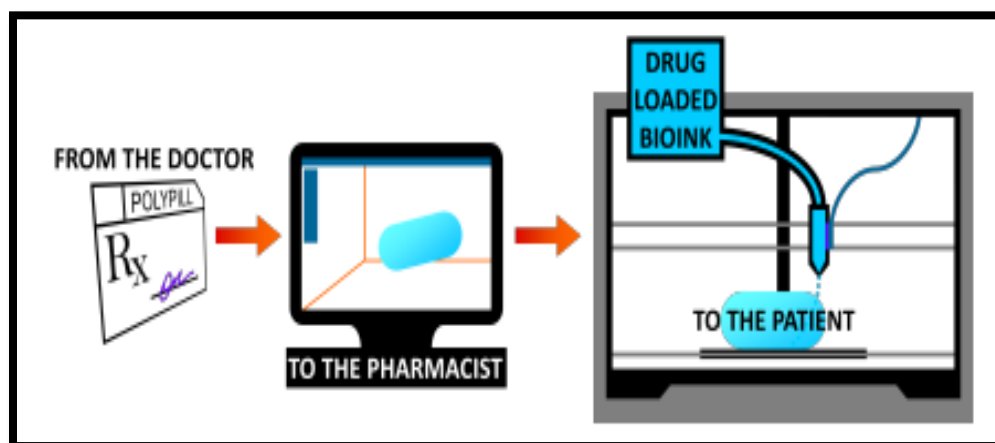 FROM THE DOCTOR
POLYPILL
Rx
TO THE PHARMACIST
DRUG
LOADED
BIOINK
TO THE PATIENT